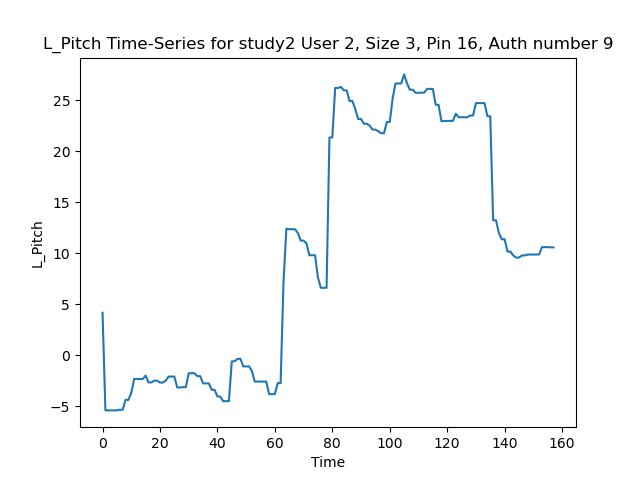 L_Pitch Time-Series for study2 User 2, Size 3, Pin 16, Auth number 9
25
20
15
10
5
0
−5
L_Pitch
0 20 40 60 80 100 120 140 160
Time